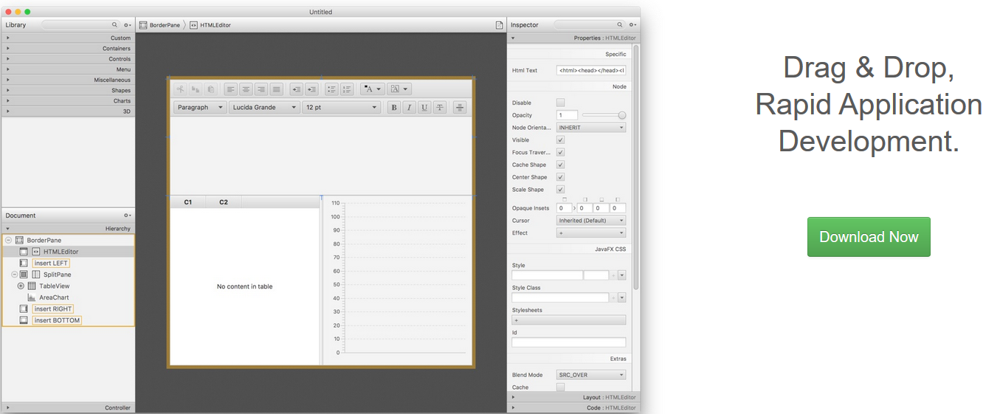 Untitled
Library
BorderPane
HTMLEditor
Inspector
Custom
Containers
Controls
Menu
Miscellaneous
Shapes
Charts
3D
Document
Hierarchy
BorderPane
HTMLEditor
insert LEFT
SplitPane
TableView
AreaChart
insert RIGHT
insert BOTTOM
Controller
A
A
Paragraph
Lucida Grande
12 pt
B I U T
C1 C2
No content in table
110
100
90
80
70
60
50
40
30
20
10
0
Properties : HTMLEditor
Specific
Html Text <html><head></head><
Node
Disable
Opacity 1
Node Orienta... INHERIT
Visible
Focus Traver...
Cache Shape
Center Shape
Scale Shape
Opaque Insets 0 0 0 0
Cursor Inherited (Default)
Effect +
JavaFX CSS
Style
+
Style Class
+
Stylesheets
+
Id
Extras
Blend Mode SRC_OVER
Cache
Layout : HTMLEditor
Code : HTMLEditor
Drag & Drop,
Rapid Application
Development.
Download Now